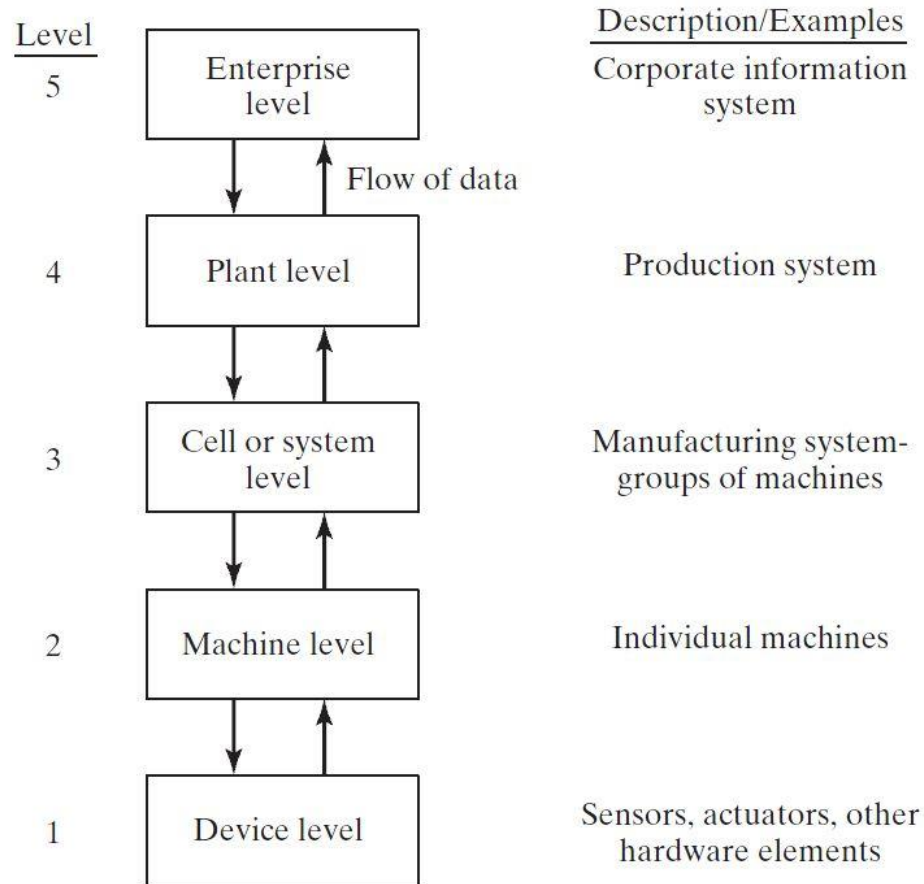 Level
Description/Examples
5
Enterprise
level
Corporate information
system
Flow of data
4
Plant level
Production system
3
Cell or system
level
Manufacturing system-
groups of machines
2
Machine level
Individual machines
1
Device level
Sensors, actuators, other
hardware elements